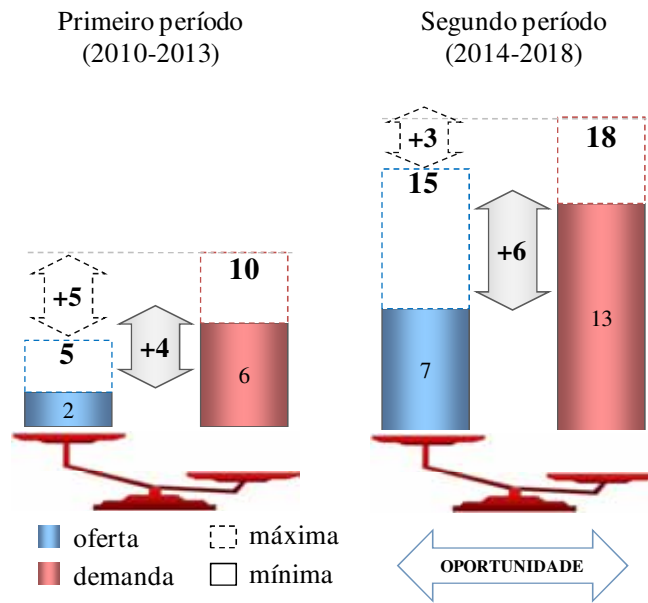 Primeiro período
(2010-2013)
Segundo período
(2014-2018)
+5
5
2
+4
10
6
+3
15
7
+6
18
13
oferta
demanda
máxima
mínima
OPORTUNIDADE